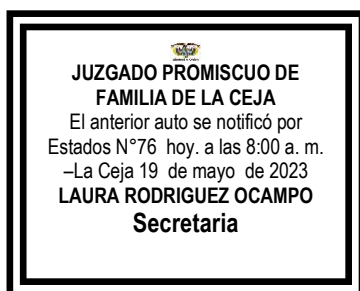 JUZGADO PROMISCUO DE
FAMILIA DE LA CEJA
El anterior auto se notificó por
Estados N°76 hoy. a las 8:00 a. m.
–La Ceja 19 de mayo de 2023
LAURA RODRIGUEZ OCAMPO
Secretaria